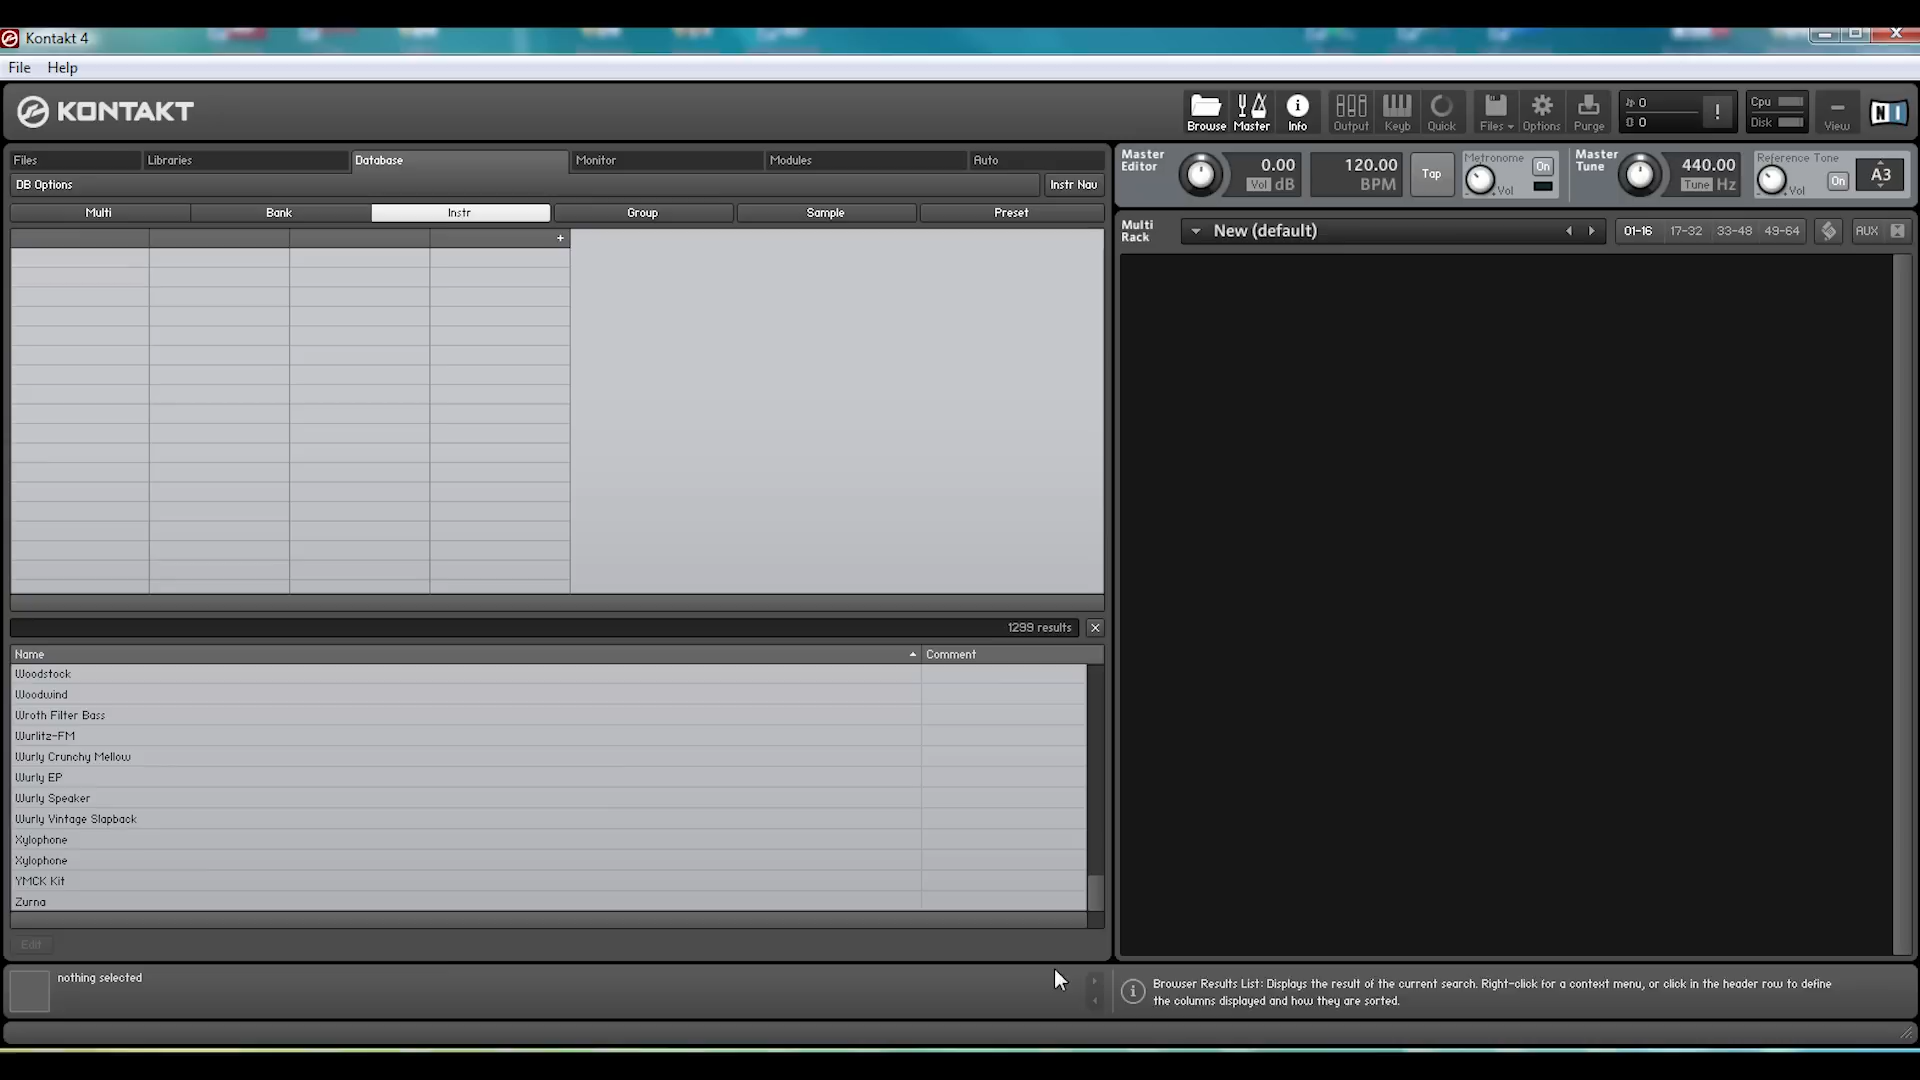 Kontakt 4
File Help
KONTAKT
Browse Master Info Output Keyb Quick Files Options Purge 0 0 ! Cpu Disk View NI
Files Libraries Database Monitor Modules Auto
DB Options Instr Nav
Multi Bank Instr Group Sample Preset
+
1299 results
Name Comment
Woodstock
Woodwind
Wroth Filter Bass
Wurlitz-FM
Wurly Crunchy Mellow
Wurly EP
Wurly Speaker
Wurly Vintage Slapback
Xylophone
Xylophone
YMCK Kit
Zurna
Edit
nothing selected
Master Editor
0.00
Vol dB
120.00
BPM
Tap
Metronome On
Vol
Master Tune
440.00
Tune Hz
Reference Tone
Vol On
A3
Multi Rack
New (default)
01-16 17-32 33-48 49-64 AUX
i Browser Results List: Displays the result of the current search. Right-click for a context menu, or click in the header row to define
the columns displayed and how they are sorted.